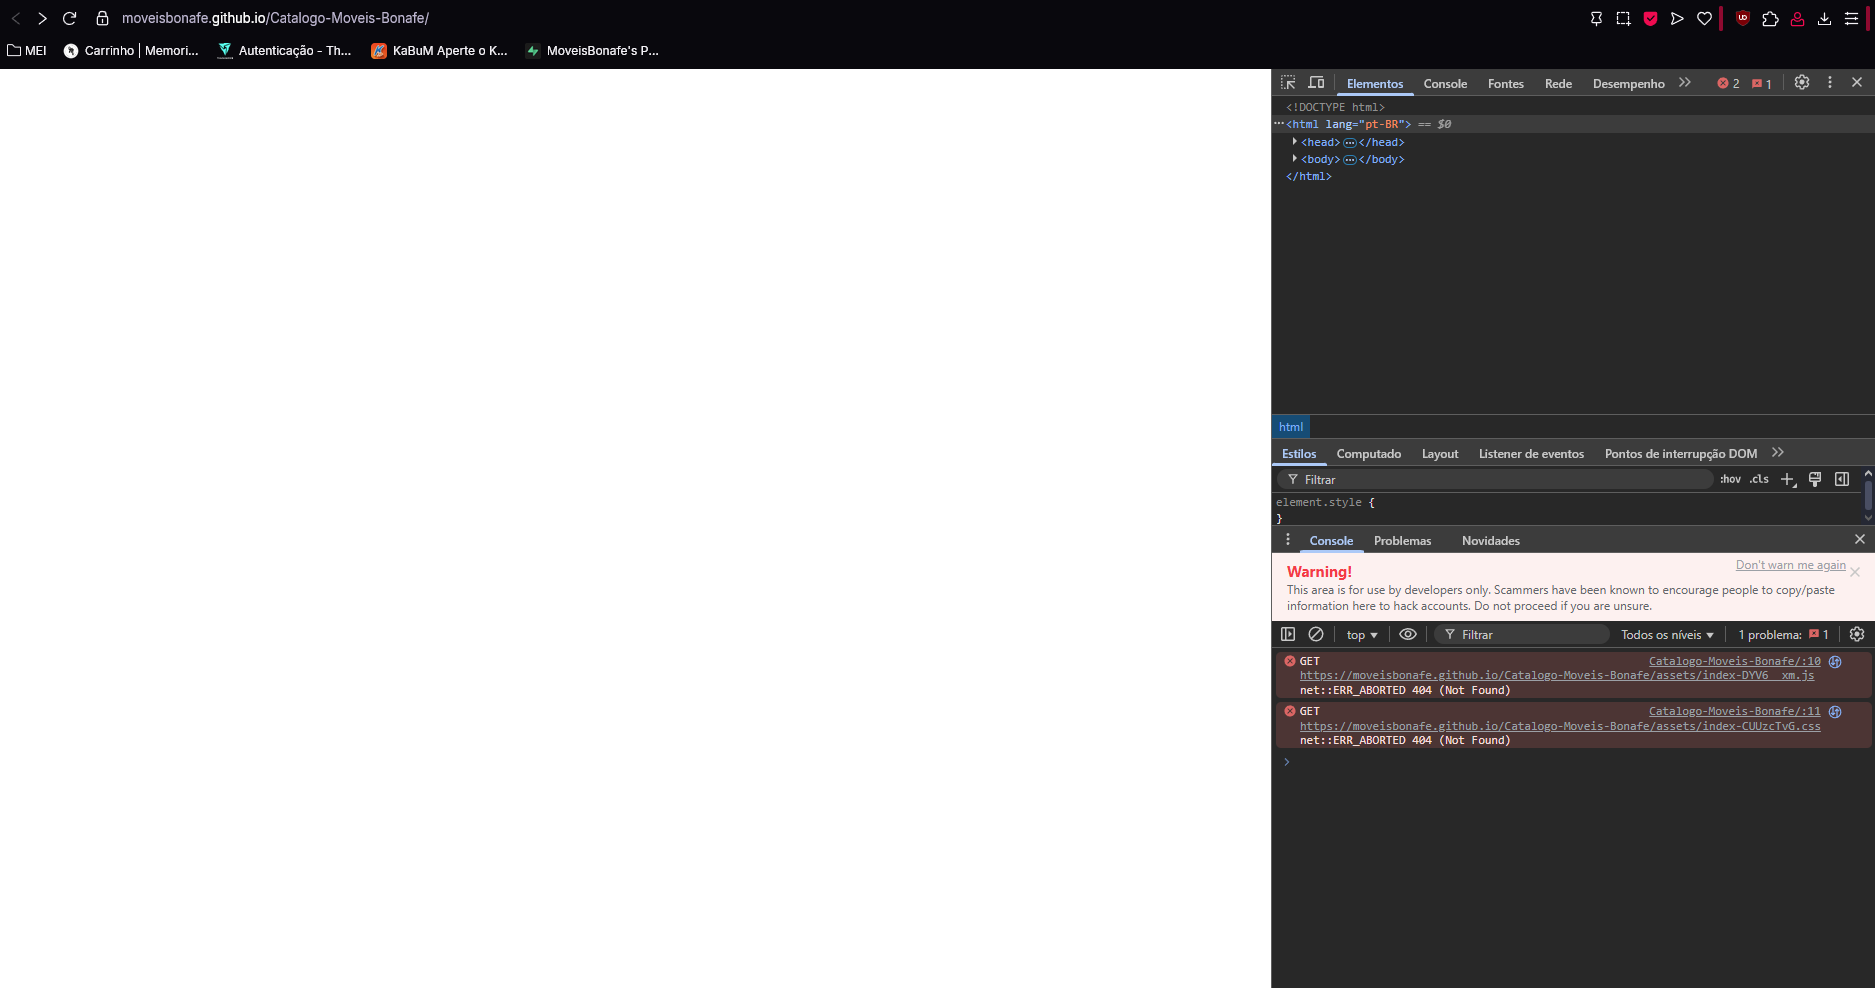 moveisbonafe.github.io/Catalogo-Moveis-Bonafe/
MEI
Carrinho | Memori...
Autenticação - Th...
KaBuM Aperte o K...
MoveisBonafe's P...
Elementos Console Fontes Rede Desempenho 2 1
<!DOCTYPE html>
···<html lang="pt-BR"> == $0
<head>…</head>
<body>…</body>
</html>
html
Estilos Computado Layout Listener de eventos Pontos de interrupção DOM
Filtrar :hov .cls
element.style {
}
Console Problemas Novidades
Don't warn me again
Warning!
This area is for use by developers only. Scammers have been known to encourage people to copy/paste
information here to hack accounts. Do not proceed if you are unsure.
top Filtrar Todos os níveis 1 problema: 1
GET Catalogo-Moveis-Bonafe/:10
https://moveisbonafe.github.io/Catalogo-Moveis-Bonafe/assets/index-DYV6__xm.js
net::ERR_ABORTED 404 (Not Found)
GET Catalogo-Moveis-Bonafe/:11
https://moveisbonafe.github.io/Catalogo-Moveis-Bonafe/assets/index-CUUzcTvG.css
net::ERR_ABORTED 404 (Not Found)